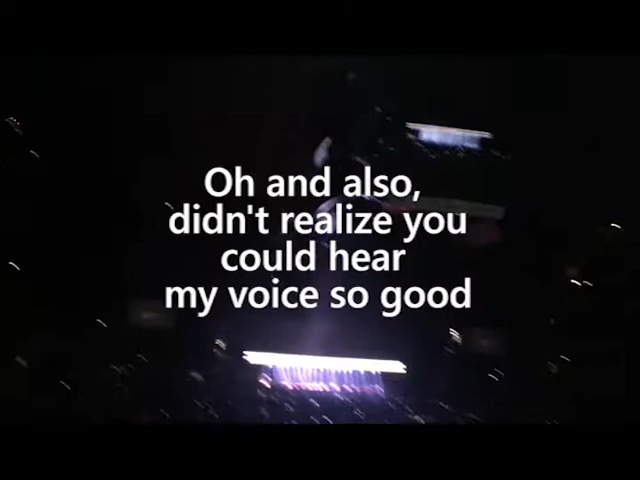 Oh and also,
didn't realize you
could hear
my voice so good